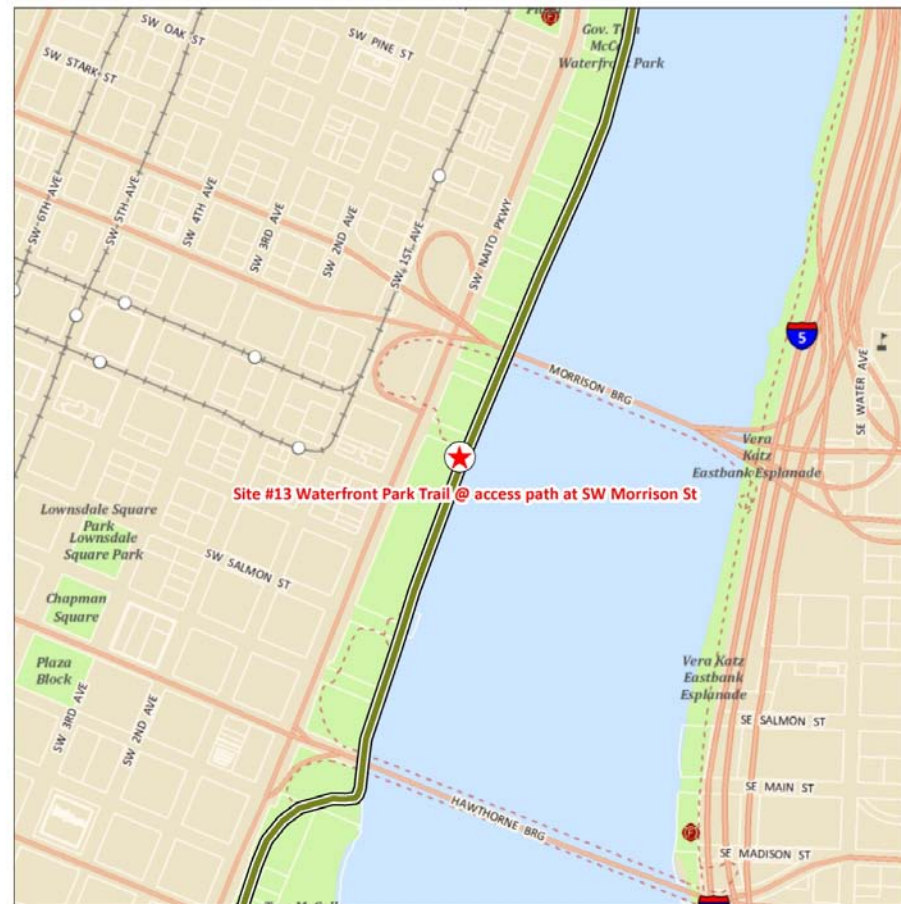 SW OAK ST
SW PINE ST
Gov. T
McC
Waterfront Park
SW STARK ST
SW 6TH AVE
SW 5TH AVE
SW 4TH AVE
SW 3RD AVE
SW 2ND AVE
SW 1ST AVE
SW NAITO PKWY
5
MORRISON BRG
SE WATER AVE
Vera
Katz
Eastbank Esplanade
Site #13 Waterfront Park Trail @ access path at SW Morrison St
Lownsdale Square
Park
Lownsdale
Square Park
SW SALMON ST
Chapman
Square
Plaza
Block
SW 3RD AVE
SW 2ND AVE
Vera Katz
Eastbank
Esplanade
SE SALMON ST
SE MAIN ST
HAWTHORNE BRG
SE MADISON ST